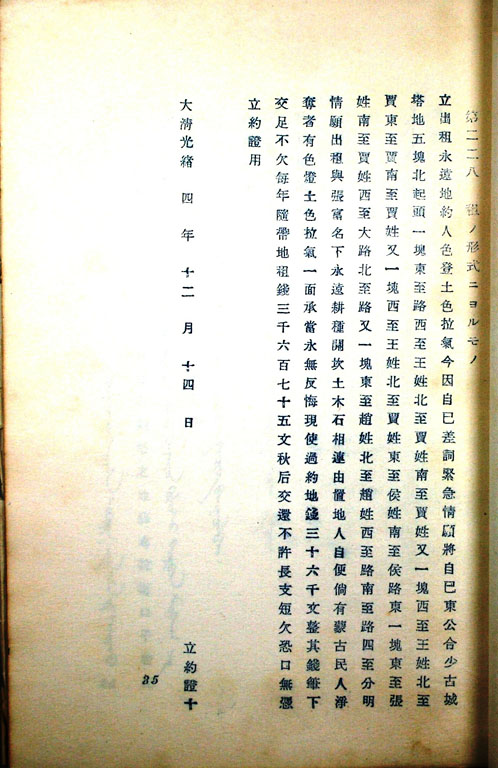 第二二八 租ノ形式ニヨルモノ
立出租永遠地約人色登土色拉氣今因自己差詞緊急情願將自己東公合少古城
塔地五塊北起頭一塊東至路西至王姓北至賈姓南至賈姓又一塊西至王姓北至
賈東至賈南至賈姓又一塊西至王姓北至賈姓東至侯姓南至侯路東一塊東至張
姓南至賈姓西至大路北至路又一塊東至趙姓北至趙姓西至路南至路四至分明
情願出租與張富名下永遠耕種開坎土木石相連由置地人自便倘有蒙古民人淨
奪者有色燈土色拉氣一面承當永無反悔現使過約地錢三十六千文整其錢筆下
交足不欠每年隨帶地租錢三千六百七十五文秋后交還不許長支短欠恐口無憑
立約證用
大清光緒 四年 十二月 十四日
立約證十
35